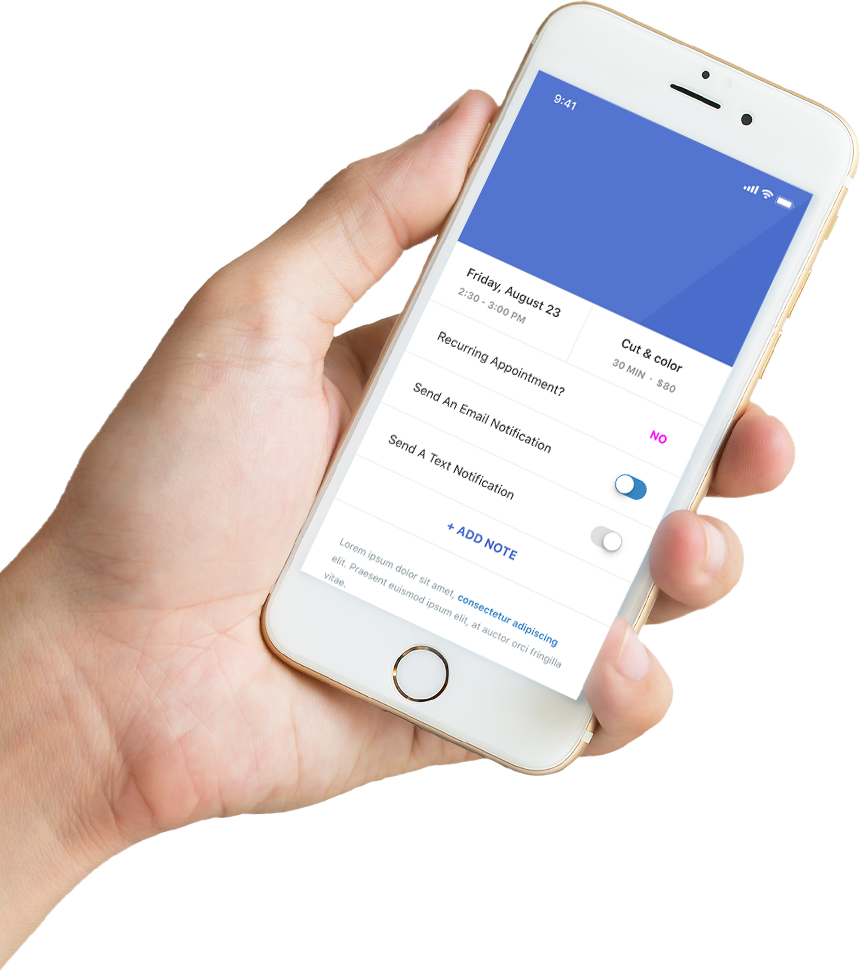 9:41
Friday, August 23
2:30 - 3:00 PM
Cut & color
30 MIN · $80
Recurring Appointment?
NO
Send An Email Notification
Send A Text Notification
+ ADD NOTE
Lorem ipsum dolor sit amet, consectetur adipiscing
elit. Praesent euismod ipsum elit, at auctor orci fringilla
vitae.